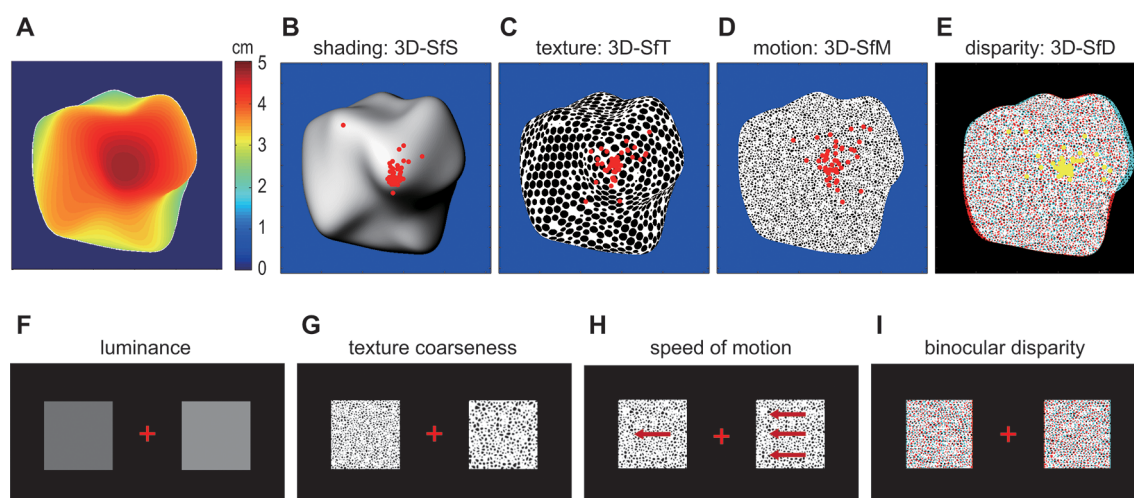 A
cm
5
4
3
2
1
0
B
shading: 3D-SfS
C
texture: 3D-SfT
D
motion: 3D-SfM
E
disparity: 3D-SfD
F
luminance
G
texture coarseness
H
speed of motion
I
binocular disparity